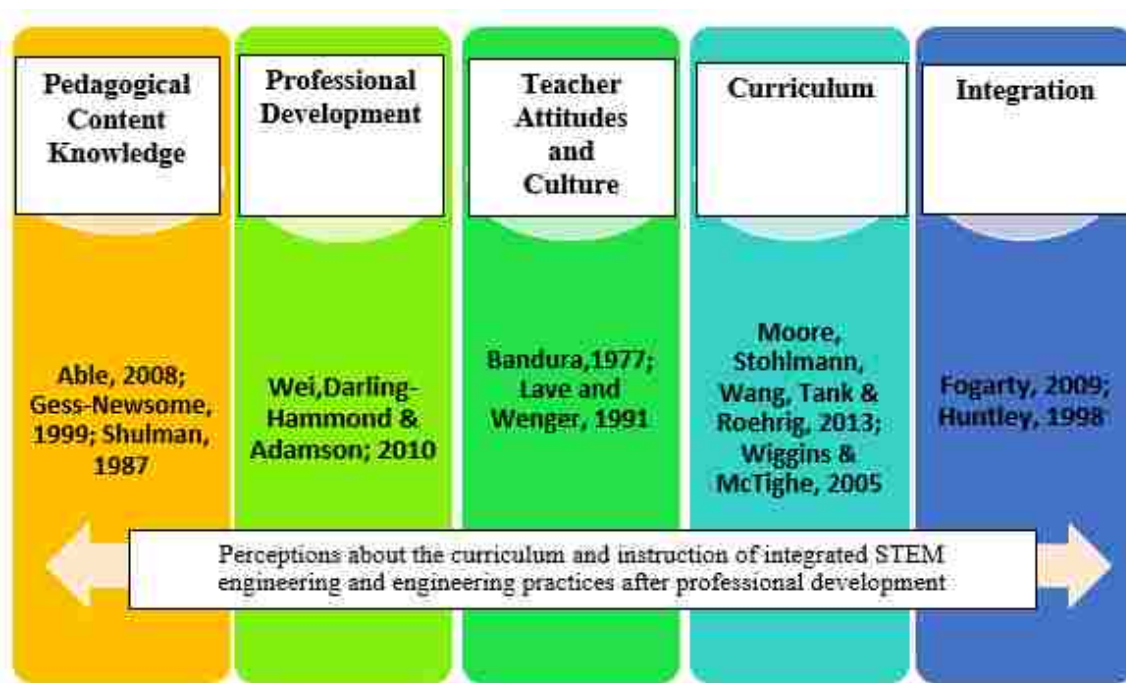 Pedagogical
Content
Knowledge
Professional
Development
Teacher
Attitudes
and
Culture
Curriculum
Integration
Able, 2008;
Gess-Newsome,
1999; Shulman,
1987
Wei,Darling-
Hammond &
Adamson; 2010
Bandura,1977;
Lave and
Wenger, 1991
Moore,
Stohlmann,
Wang, Tank &
Roehrig, 2013;
Wiggins &
McTighe, 2005
Fogarty, 2009;
Huntley, 1998
Perceptions about the curriculum and instruction of integrated STEM
engineering and engineering practices after professional development